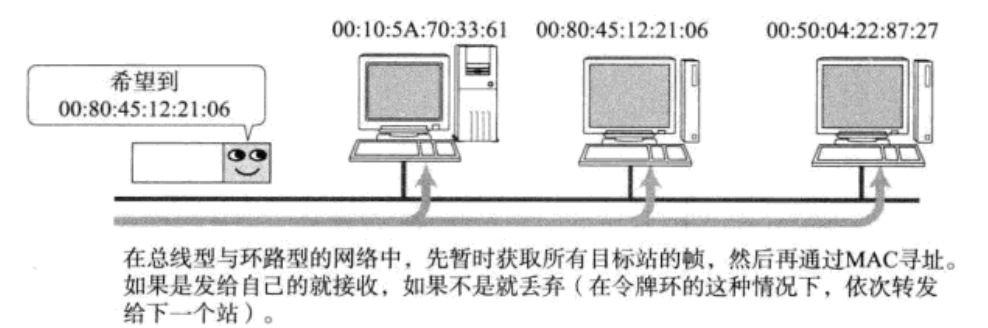 00:10:5A:70:33:61 00:80:45:12:21:06 00:50:04:22:87:27
希望到
00:80:45:12:21:06
在总线型与环路型的网络中，先暂时获取所有目标站的帧，然后再通过MAC寻址。
如果是发给自己的就接收，如果不是就丢弃（在令牌环的这种情况下，依次转发
给下一个站）。